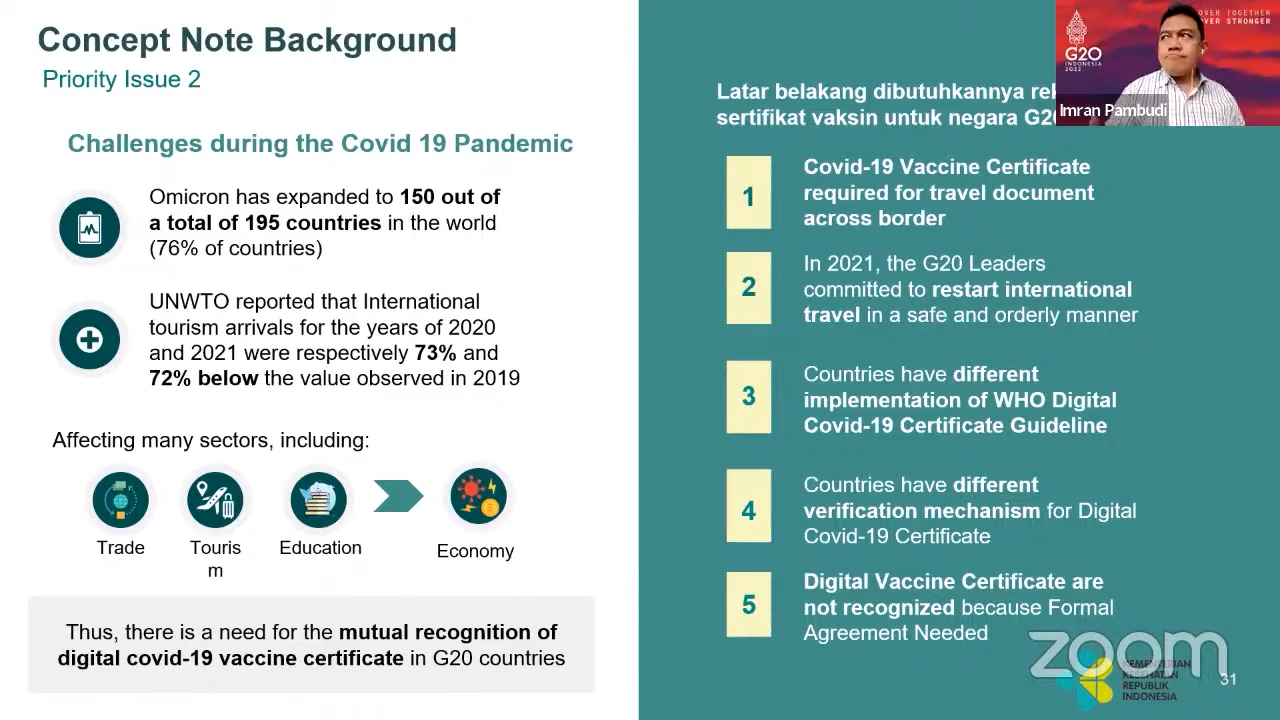 Concept Note Background
Priority Issue 2
Challenges during the Covid 19 Pandemic
Omicron has expanded to 150 out of
a total of 195 countries in the world
(76% of countries)
UNWTO reported that International
tourism arrivals for the years of 2020
and 2021 were respectively 73% and
72% below the value observed in 2019
Affecting many sectors, including:
Trade
Touris
m
Education
Economy
Thus, there is a need for the mutual recognition of
digital covid-19 vaccine certificate in G20 countries
Latar belakang dibutuhkannya
sertifikat vaksin untuk negara
1
Covid-19 Vaccine Certificate
required for travel document
across border
2
In 2021, the G20 Leaders
committed to restart international
travel in a safe and orderly manner
3
Countries have different
implementation of WHO Digital
Covid-19 Certificate Guideline
4
Countries have different
verification mechanism for Digital
Covid-19 Certificate
5
Digital Vaccine Certificate are
not recognized because Formal
Agreement Needed
G20
INDONESIA
2022
TOGETHER
STRONGER
Imran Pambudi
zoom
KEMENTERIAN
KESEHATAN
REPUBLIK
INDONESIA
31